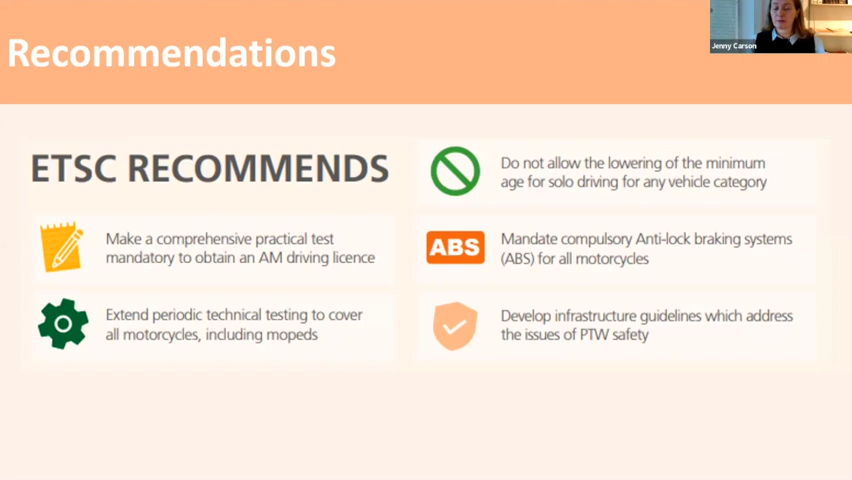 Recommendations
Jenny Carson
ETSC RECOMMENDS
Make a comprehensive practical test
mandatory to obtain an AM driving licence
Extend periodic technical testing to cover
all motorcycles, including mopeds
Do not allow the lowering of the minimum
age for solo driving for any vehicle category
ABS
Mandate compulsory Anti-lock braking systems
(ABS) for all motorcycles
Develop infrastructure guidelines which address
the issues of PTW safety